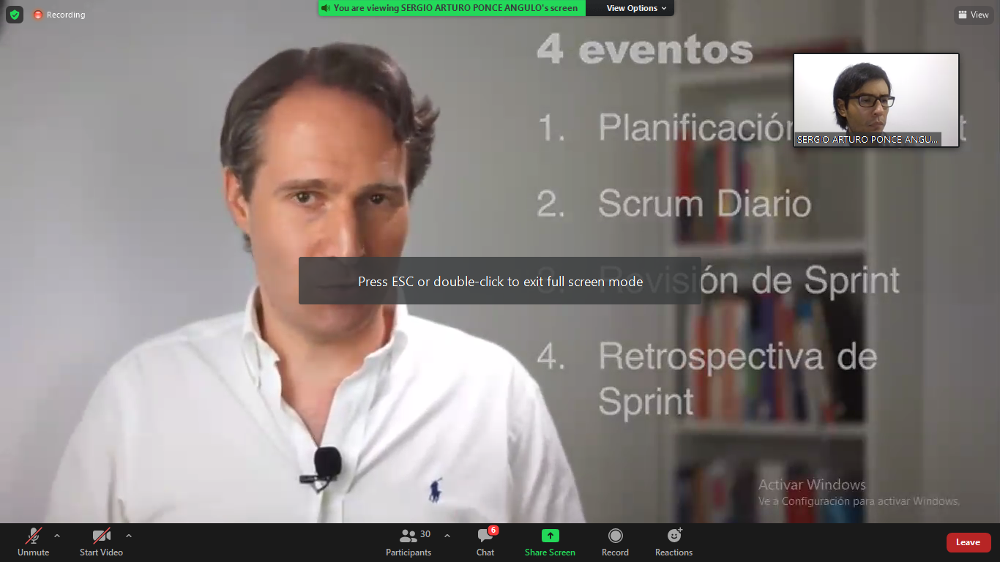 You are viewing SERGIO ARTURO PONCE ANGULO's screen
View Options
Recording
View
4 eventos
1. Planificación
SERGIO ARTURO PONCE ANGU...
2. Scrum Diario
Press ESC or double-click to exit full screen mode
3. Revisión de Sprint
4. Retrospectiva de
Sprint
Activar Windows
Ve a Configuración para activar Windows.
Unmute
Start Video
Participants
30
Chat
6
Share Screen
Record
Reactions
Leave